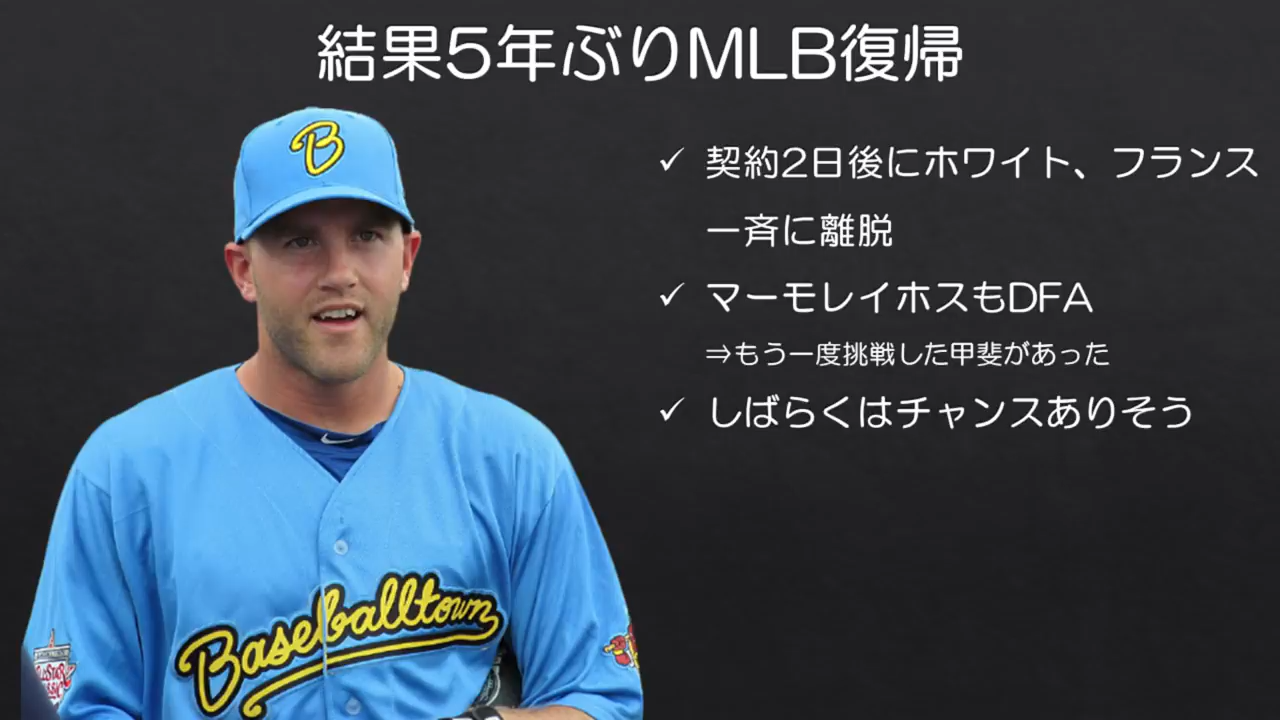 結果5年ぶりMLB復帰
✓ 契約2日後にホワイト、フランス
一斉に離脱
✓ マーモレイホスもDFA
⇒もう一度挑戦した甲斐があった
✓ しばらくはチャンスありそう
B
Baseballtown